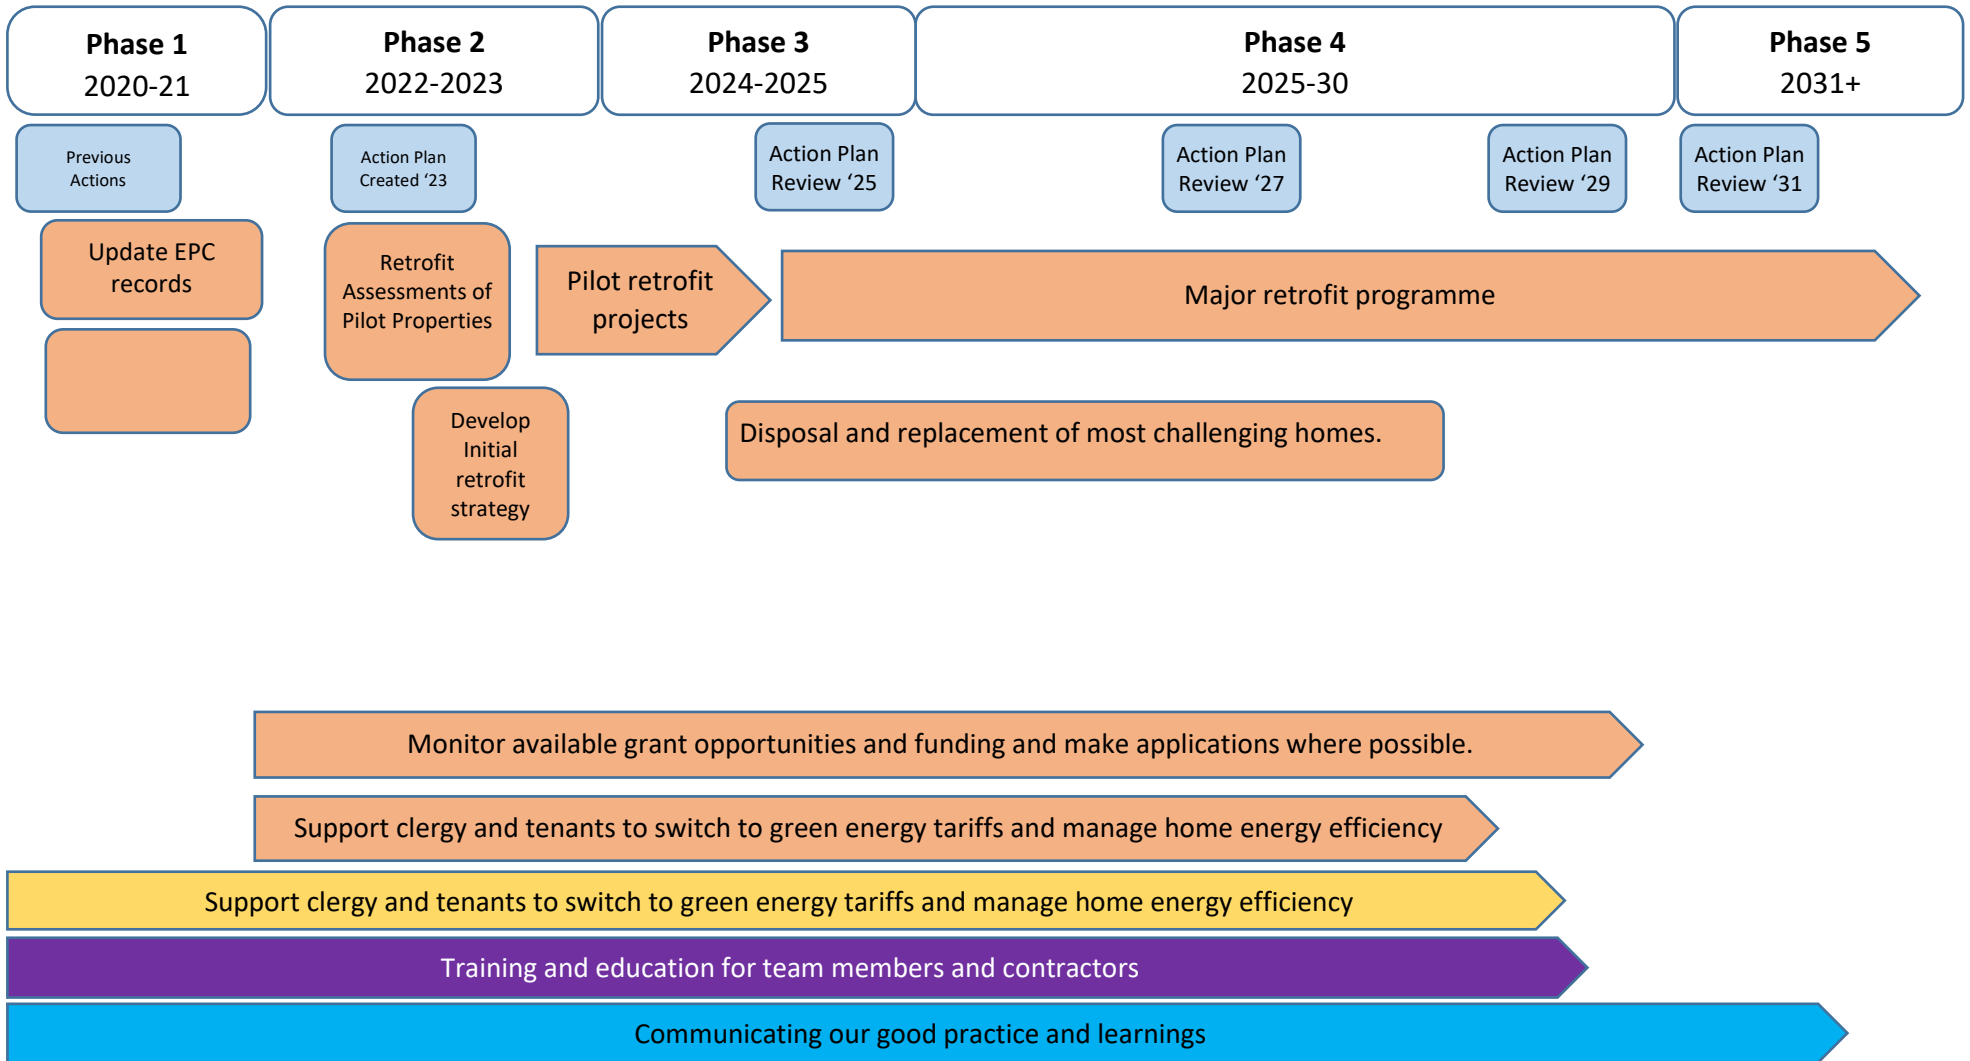 Phase 1
2020-21
Phase 2
2022-2023
Phase 3
2024-2025
Phase 4
2025-30
Phase 5
2031+
Previous
Actions
Action Plan
Created ‘23
Action Plan
Review ‘25
Action Plan
Review ‘27
Action Plan
Review ‘29
Action Plan
Review ‘31
Update EPC
records
Retrofit
Assessments of
Pilot Properties
Pilot retrofit
projects
Major retrofit programme
Develop
Initial
retrofit
strategy
Disposal and replacement of most challenging homes.
Monitor available grant opportunities and funding and make applications where possible.
Support clergy and tenants to switch to green energy tariffs and manage home energy efficiency
Support clergy and tenants to switch to green energy tariffs and manage home energy efficiency
Training and education for team members and contractors
Communicating our good practice and learnings